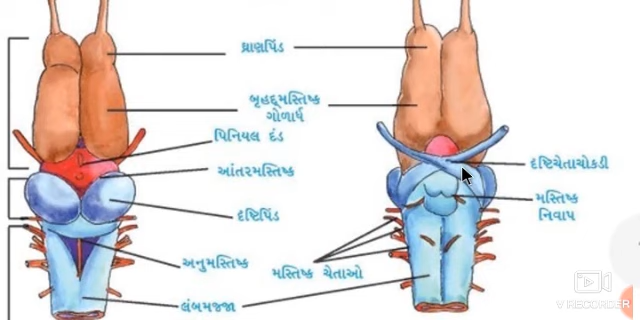 ઘ્રાણપિંડ
બૃહદ્‌મસ્તિષ્ક
ગોળાર્ધ
પિનિયલ દંડ
આંતરમસ્તિષ્ક
દૃષ્ટિચેતાચોકડી
મસ્તિષ્ક
નિવાપ
દૃષ્ટિપિંડ
અનુમસ્તિષ્ક
મસ્તિષ્ક ચેતાઓ
લંબમજ્જા
V RECORDER